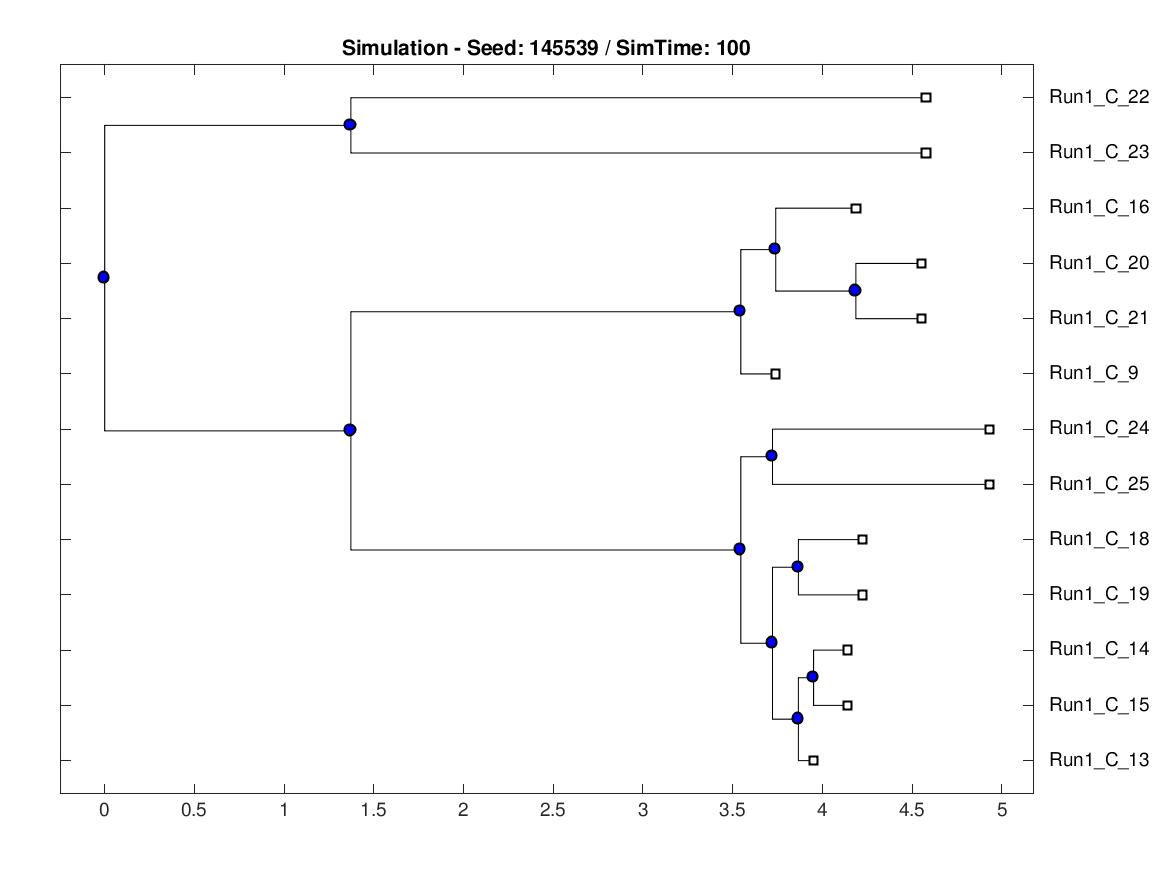 Simulation - Seed: 145539 / SimTime: 100
Run1_C_22
Run1_C_23
Run1_C_16
Run1_C_20
Run1_C_21
Run1_C_9
Run1_C_24
Run1_C_25
Run1_C_18
Run1_C_19
Run1_C_14
Run1_C_15
Run1_C_13
0 0.5 1 1.5 2 2.5 3 3.5 4 4.5 5